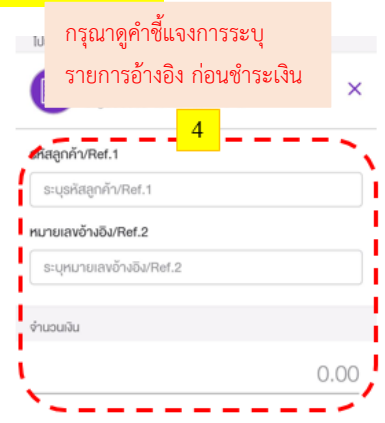 กรุณาดูคำชี้แจงการระบุ
รายการอ้างอิง ก่อนชำระเงิน
4
รหัสลูกค้า/Ref.1
ระบุรหัสลูกค้า/Ref.1
หมายเลขอ้างอิง/Ref.2
ระบุหมายเลขอ้างอิง/Ref.2
จำนวนเงิน
0.00